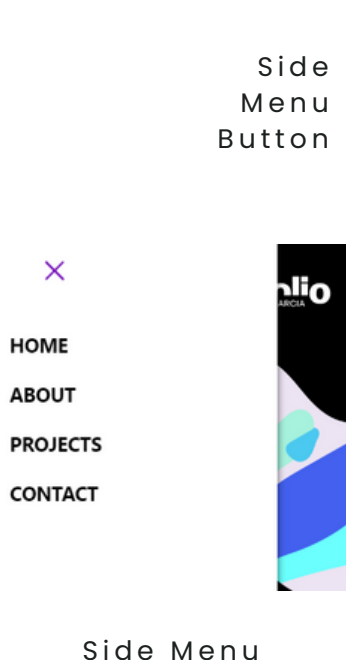 Side
Menu
Button
HOME
ABOUT
PROJECTS
CONTACT
Side Menu